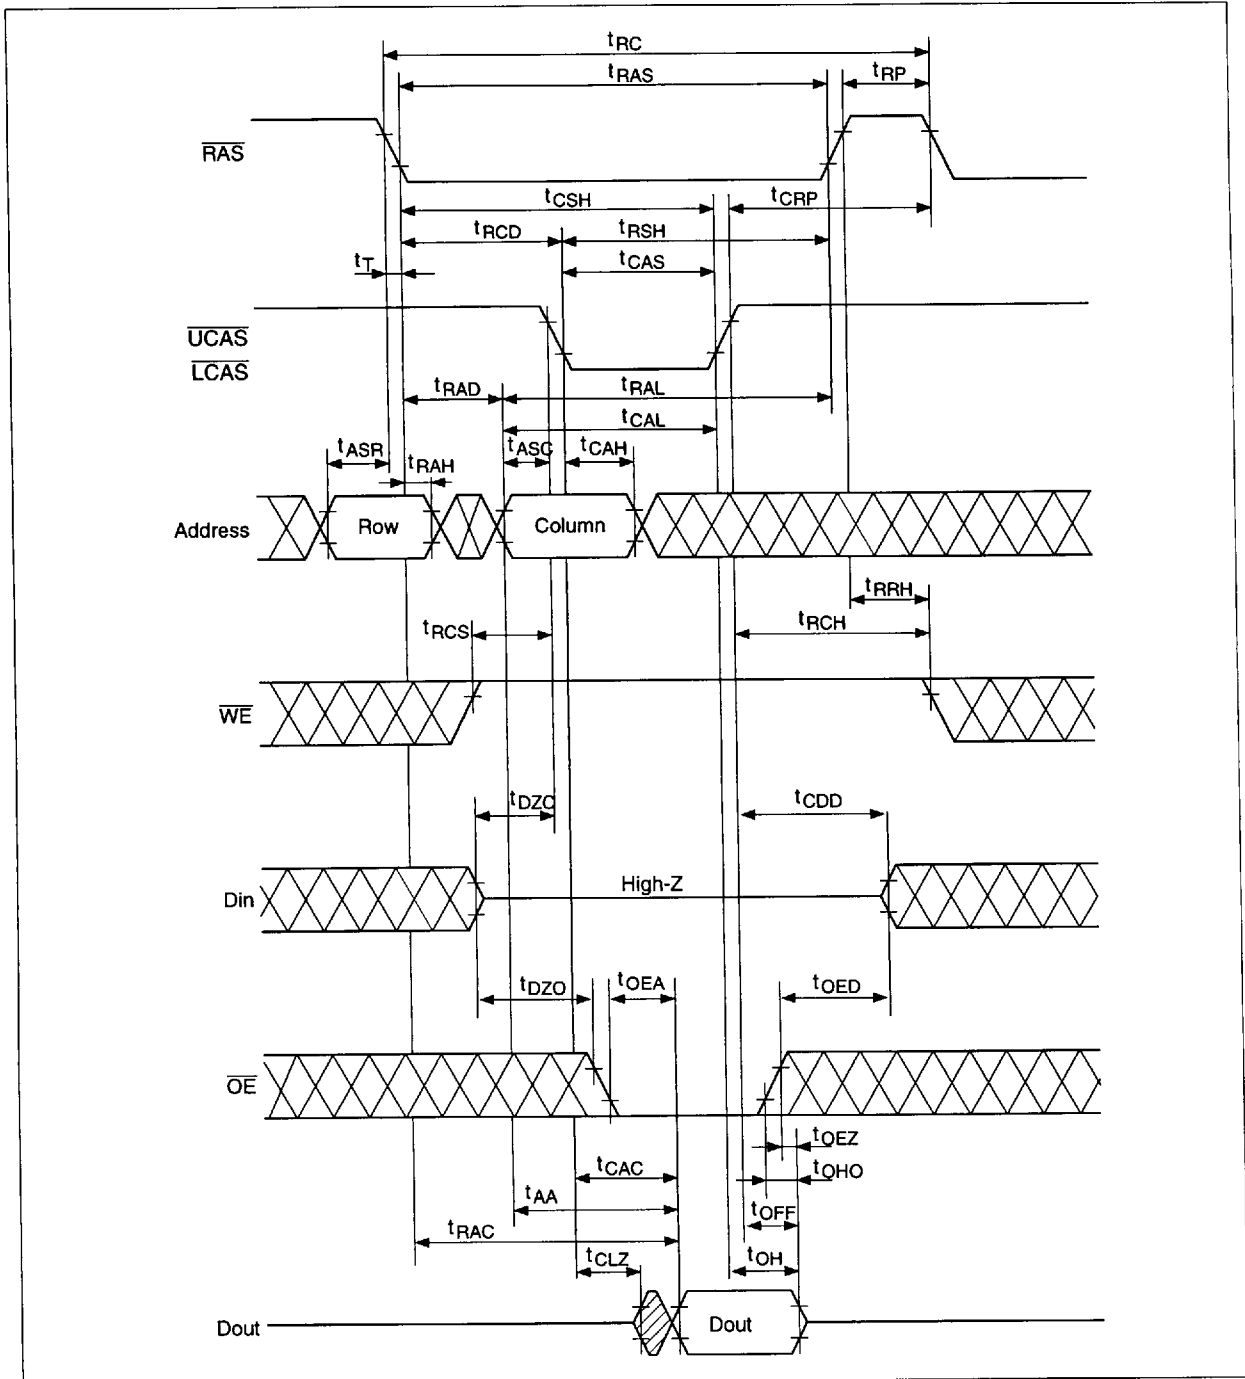 tRC
tRAS
tRP
RAS
tCSH
tCRP
tRCD
tRSH
tT
tCAS
UCAS
LCAS
tRAD
tRAL
tCAL
tASR
tRAH
tASC
tCAH
Address
Row
Column
tRRH
tRCS
tRCH
WE
tDZC
tCDD
Din
High-Z
tDZO
tOEA
tOED
OE
tOEZ
tCAC
tOHO
tAA
tOFF
tRAC
tCLZ
tOH
Dout
Dout